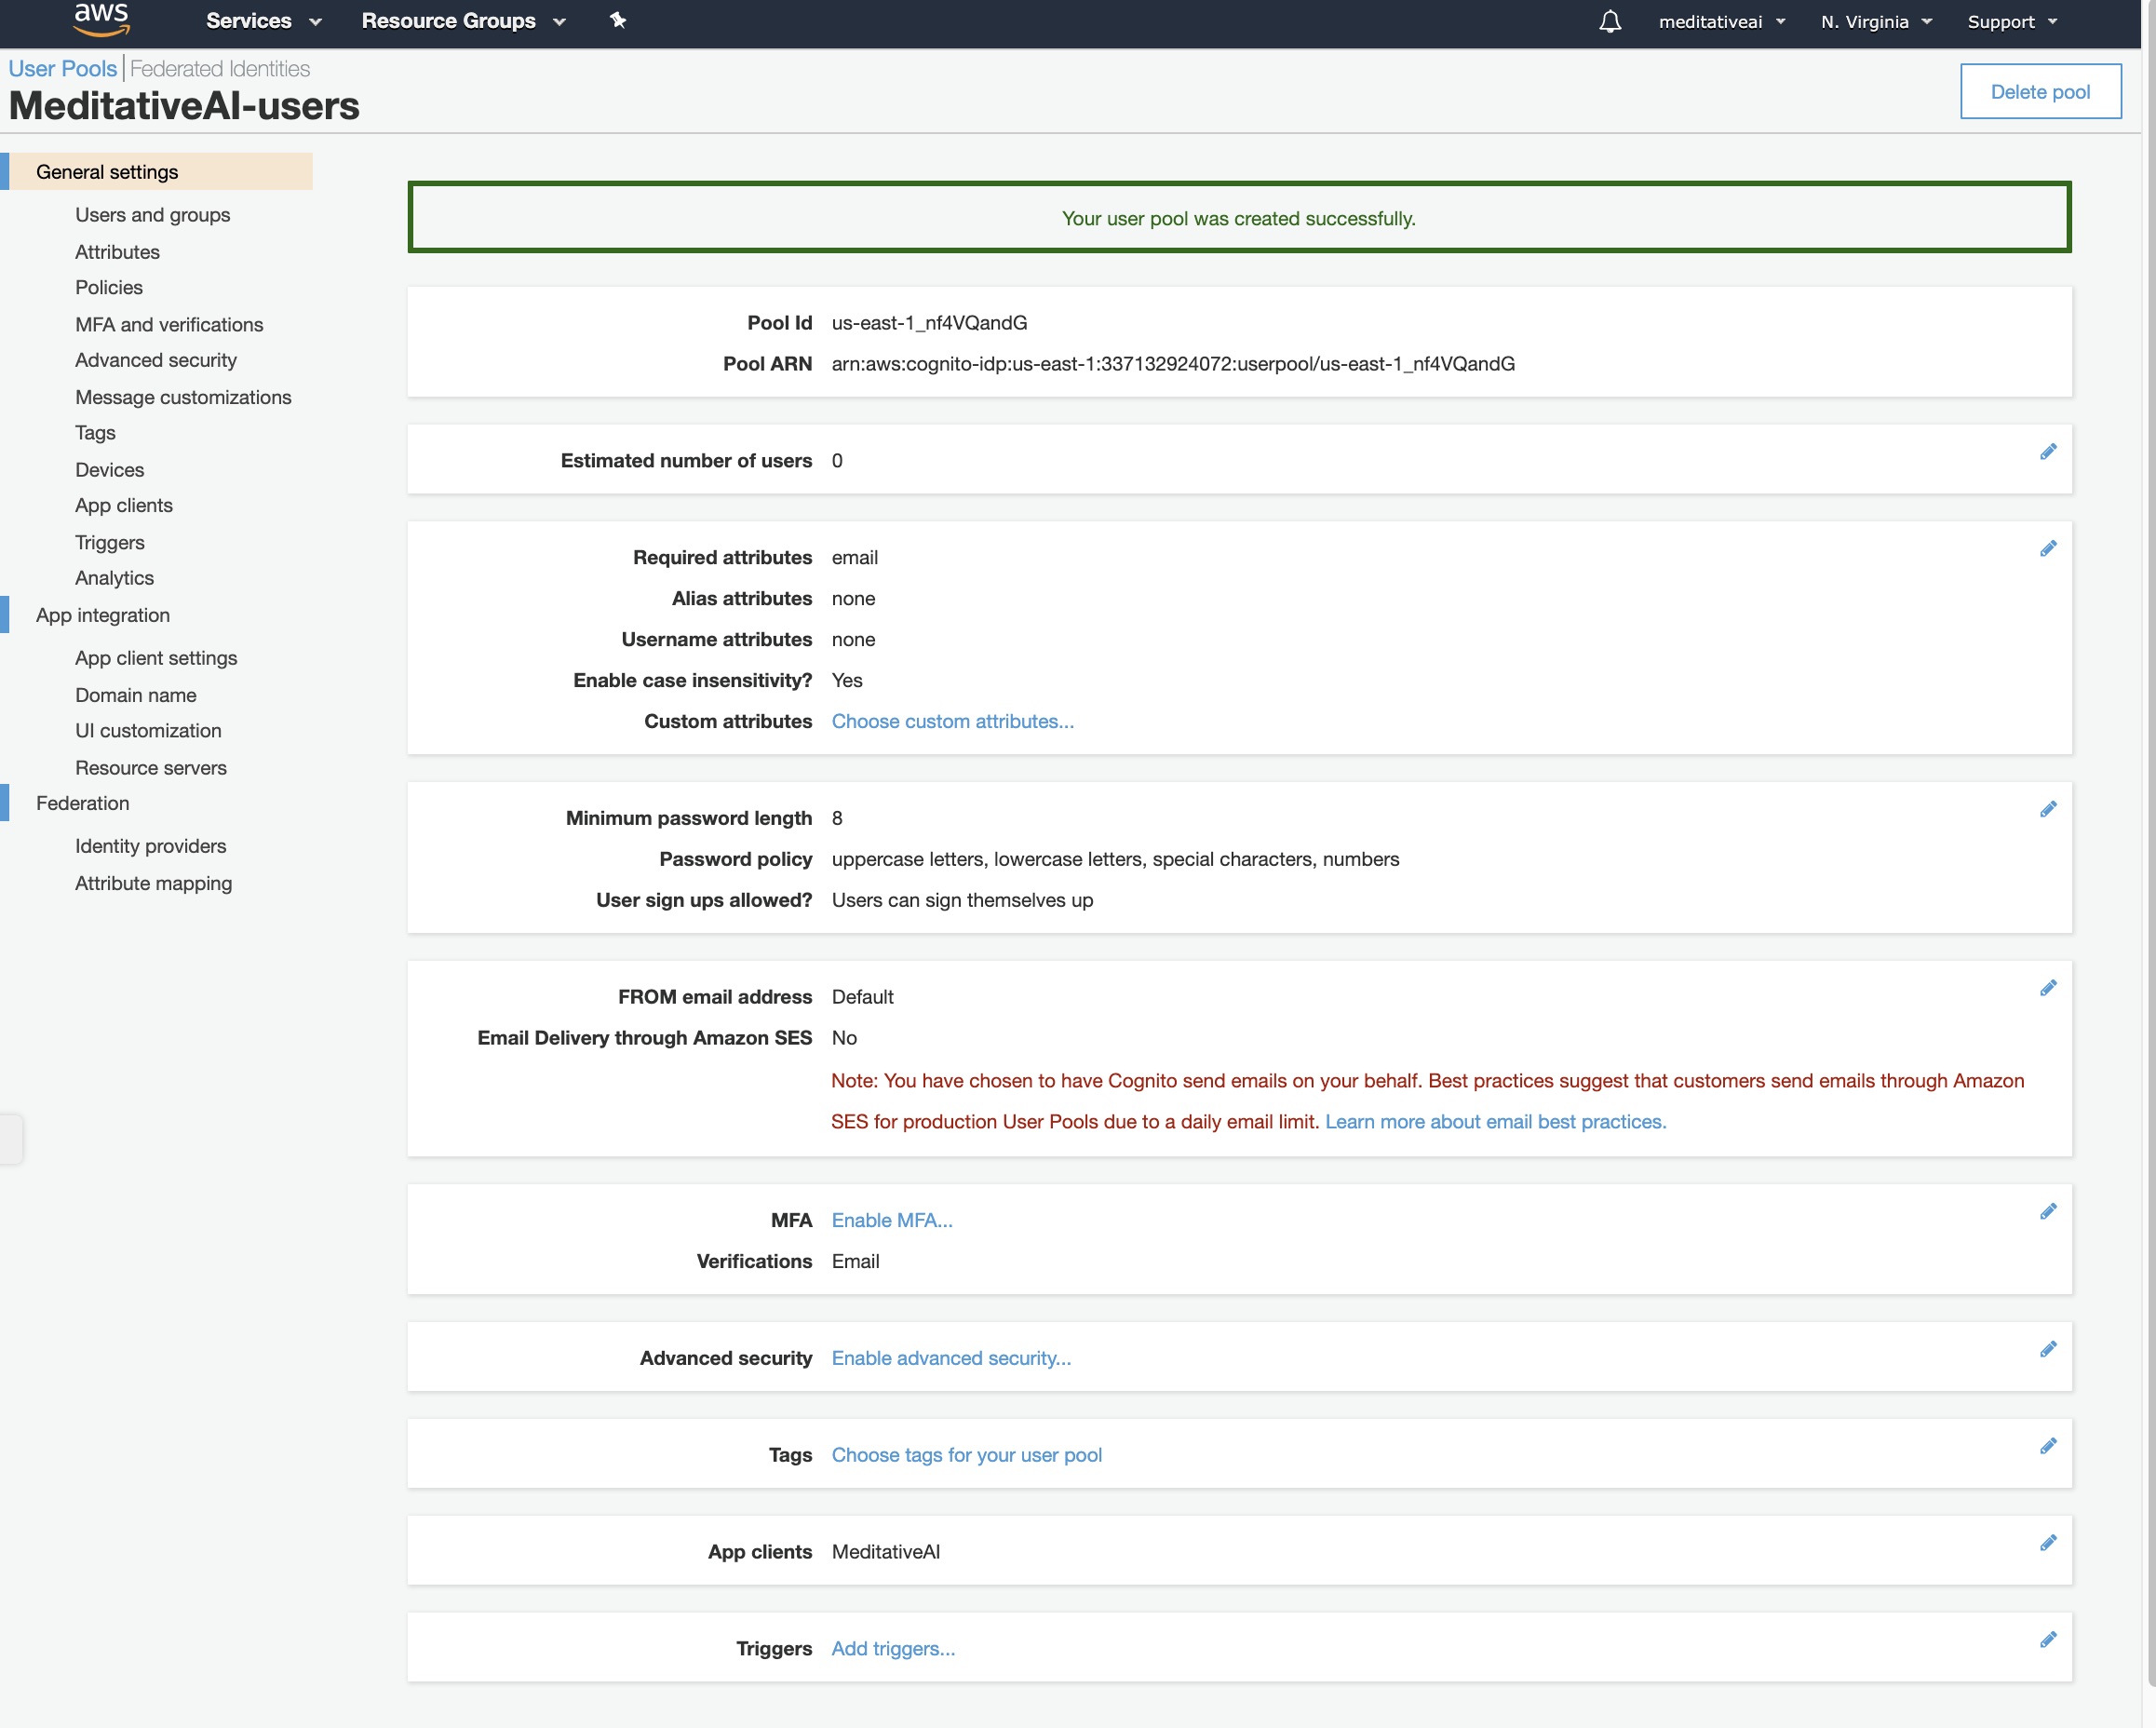 aws Services Resource Groups meditativeai N. Virginia Support
User Pools Federated Identities
MeditativeAI-users
Delete pool
General settings
Users and groups
Attributes
Policies
MFA and verifications
Advanced security
Message customizations
Tags
Devices
App clients
Triggers
Analytics
App integration
App client settings
Domain name
UI customization
Resource servers
Federation
Identity providers
Attribute mapping
Your user pool was created successfully.
Pool Id us-east-1_nf4VQandG
Pool ARN arn:aws:cognito-idp:us-east-1:337132924072:userpool/us-east-1_nf4VQandG
Estimated number of users 0
Required attributes email
Alias attributes none
Username attributes none
Enable case insensitivity? Yes
Custom attributes Choose custom attributes...
Minimum password length 8
Password policy uppercase letters, lowercase letters, special characters, numbers
User sign ups allowed? Users can sign themselves up
FROM email address Default
Email Delivery through Amazon SES No
Note: You have chosen to have Cognito send emails on your behalf. Best practices suggest that customers send emails through Amazon
SES for production User Pools due to a daily email limit. Learn more about email best practices.
MFA Enable MFA...
Verifications Email
Advanced security Enable advanced security...
Tags Choose tags for your user pool
App clients MeditativeAI
Triggers Add triggers...